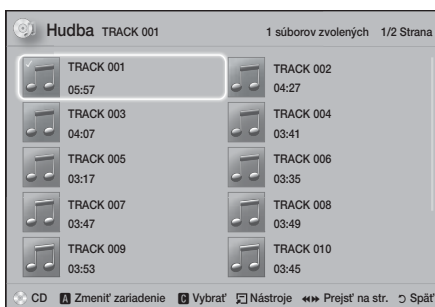 Hudba TRACK 001 1 súborov zvolených 1/2 Strana
TRACK 001 TRACK 002
05:57 04:27
TRACK 003 TRACK 004
04:07 03:41
TRACK 005 TRACK 006
03:17 03:35
TRACK 007 TRACK 008
03:47 03:49
TRACK 009 TRACK 010
03:53 03:45
CD A Zmeniť zariadenie C Vybrať Nástroje Prejsť na str. Späť